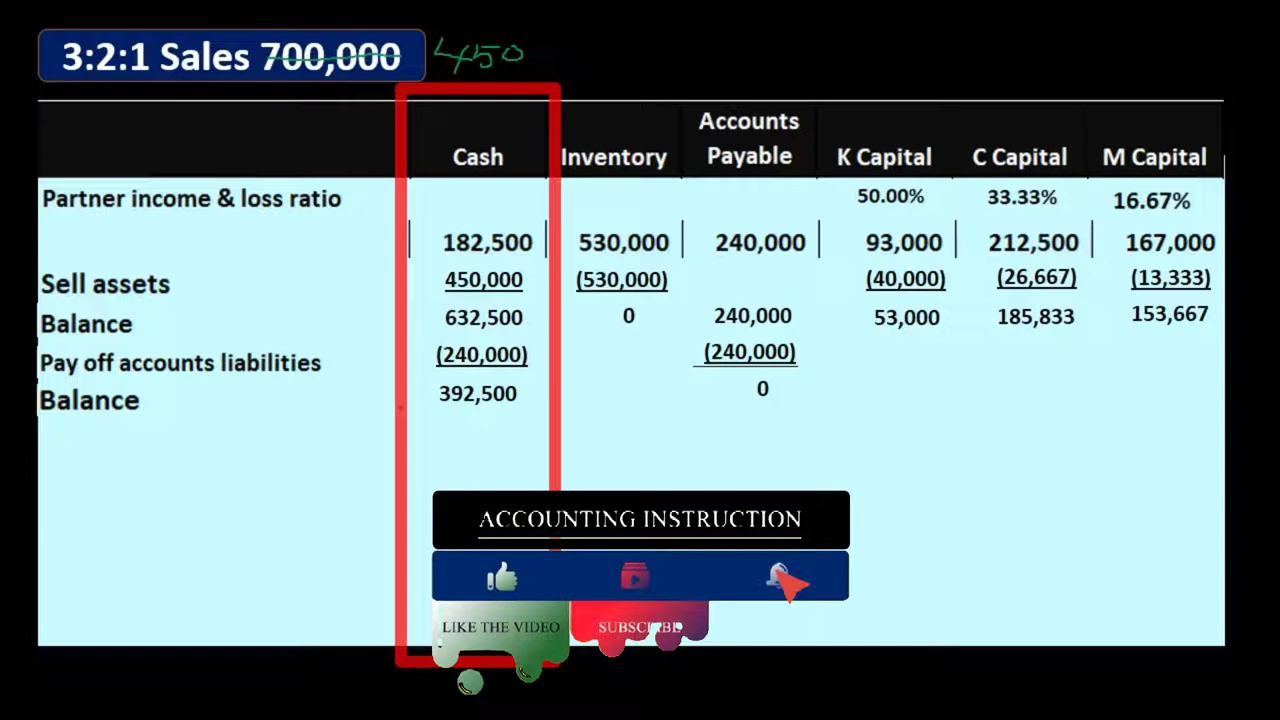 3:2:1 Sales 700,000 450
Accounts
Cash Inventory Payable K Capital C Capital M Capital
Partner income & loss ratio 50.00% 33.33% 16.67%
182,500 530,000 240,000 93,000 212,500 167,000
Sell assets 450,000 (530,000) (40,000) (26,667) (13,333)
Balance 632,500 0 240,000 53,000 185,833 153,667
Pay off accounts liabilities (240,000) (240,000)
Balance 392,500 0
ACCOUNTING INSTRUCTION
LIKE THE VIDEO SUBSCRIBE